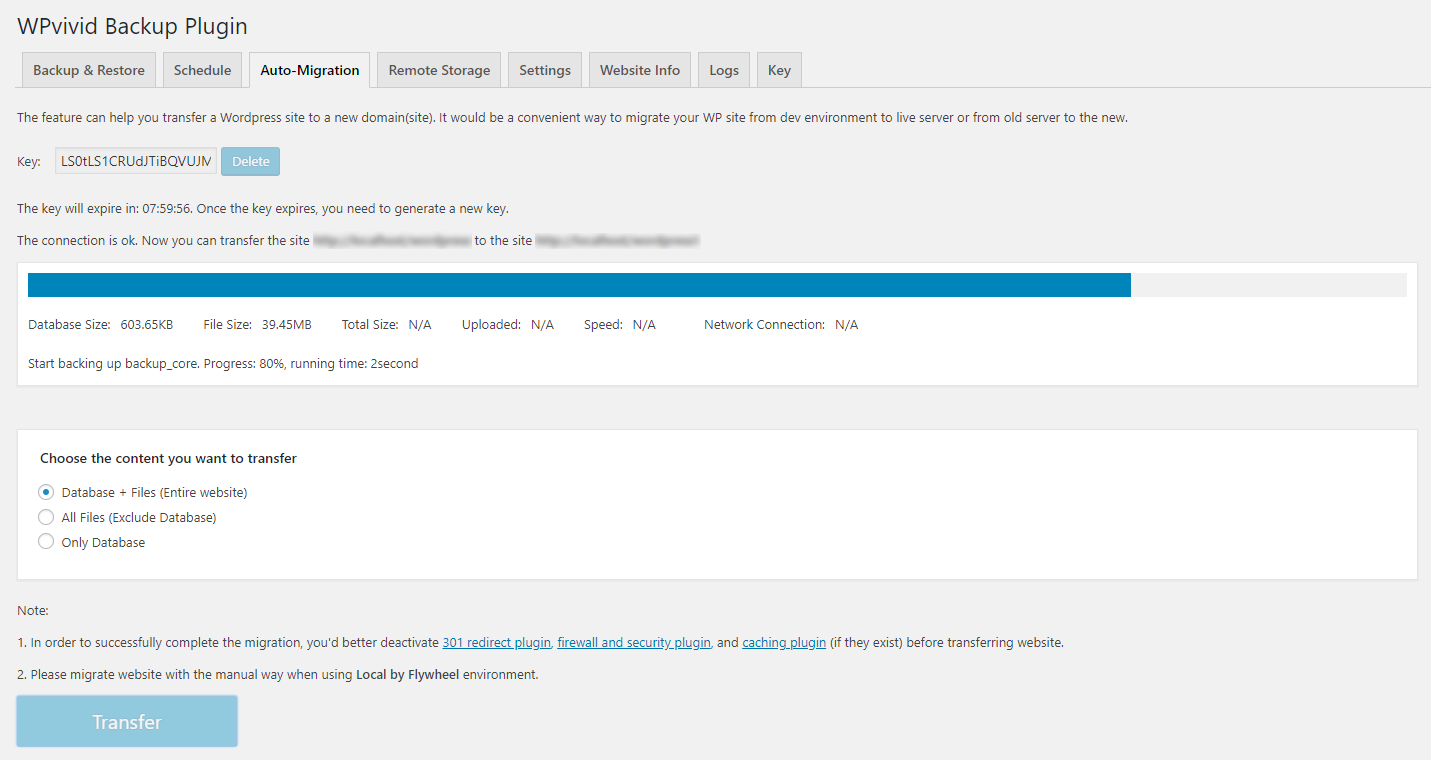 WPvivid Backup Plugin
Backup & Restore Schedule Auto-Migration Remote Storage Settings Website Info Logs Key
The feature can help you transfer a Wordpress site to a new domain(site). It would be a convenient way to migrate your WP site from dev environment to live server or from old server to the new.
Key: LS0tLS1CRUdJTiBQVUJM Delete
The key will expire in: 07:59:56. Once the key expires, you need to generate a new key.
The connection is ok. Now you can transfer the site to the site
Database Size: 603.65KB File Size: 39.45MB Total Size: N/A Uploaded: N/A Speed: N/A Network Connection: N/A
Start backing up backup_core. Progress: 80%, running time: 2second
Choose the content you want to transfer
Database + Files (Entire website)
All Files (Exclude Database)
Only Database
Note:
1. In order to successfully complete the migration, you'd better deactivate 301 redirect plugin, firewall and security plugin, and caching plugin (if they exist) before transferring website.
2. Please migrate website with the manual way when using Local by Flywheel environment.
Transfer